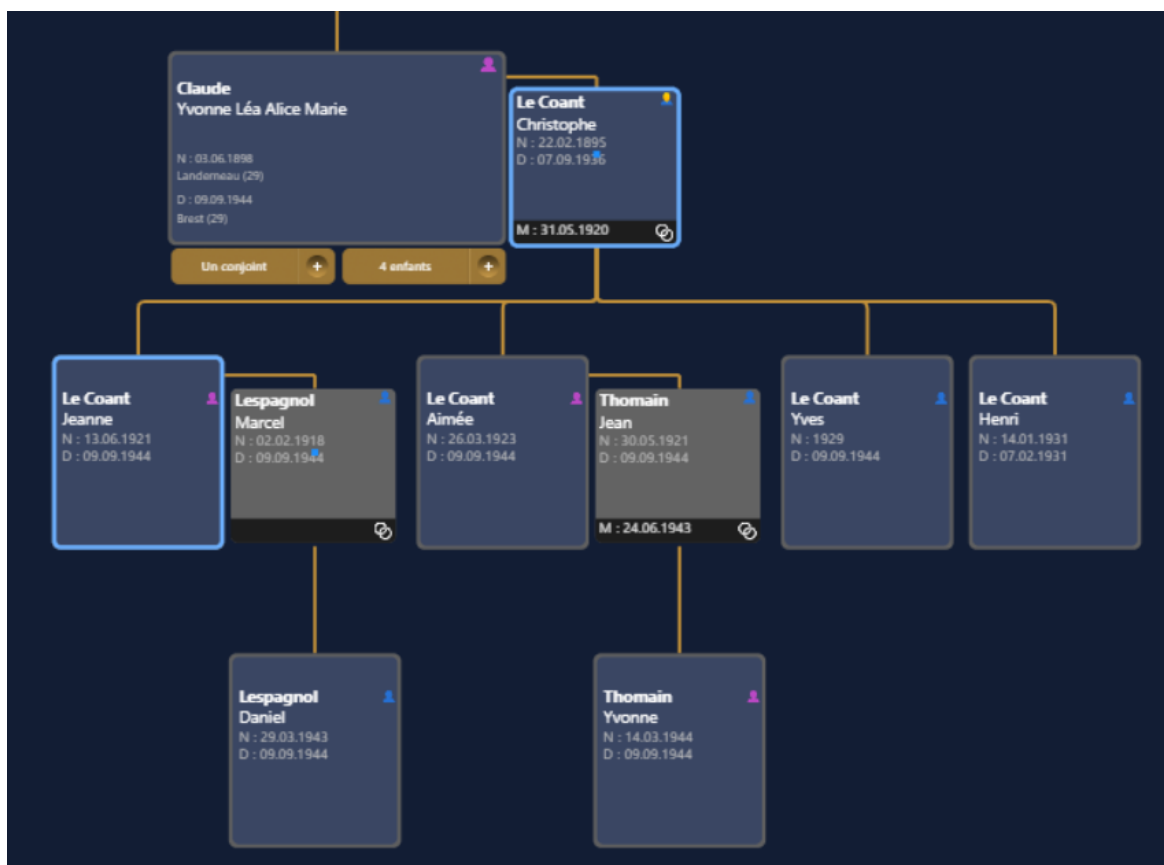 Claude
Yvonne Léa Alice Marie
N : 03.06.1898
Landerneau (29)
D : 09.09.1944
Brest (29)
Un conjoint +
4 enfants +
Le Coant
Christophe
N : 22.02.1895
D : 07.09.1936
M : 31.05.1920
Le Coant
Jeanne
N : 13.06.1921
D : 09.09.1944
Lespagnol
Marcel
N : 02.02.1918
D : 09.09.1944
Le Coant
Aimée
N : 26.03.1923
D : 09.09.1944
Thomain
Jean
N : 30.05.1921
D : 09.09.1944
M : 24.06.1943
Le Coant
Yves
N : 1929
D : 09.09.1944
Le Coant
Henri
N : 14.01.1931
D : 07.02.1931
Lespagnol
Daniel
N : 29.03.1943
D : 09.09.1944
Thomain
Yvonne
N : 14.03.1944
D : 09.09.1944